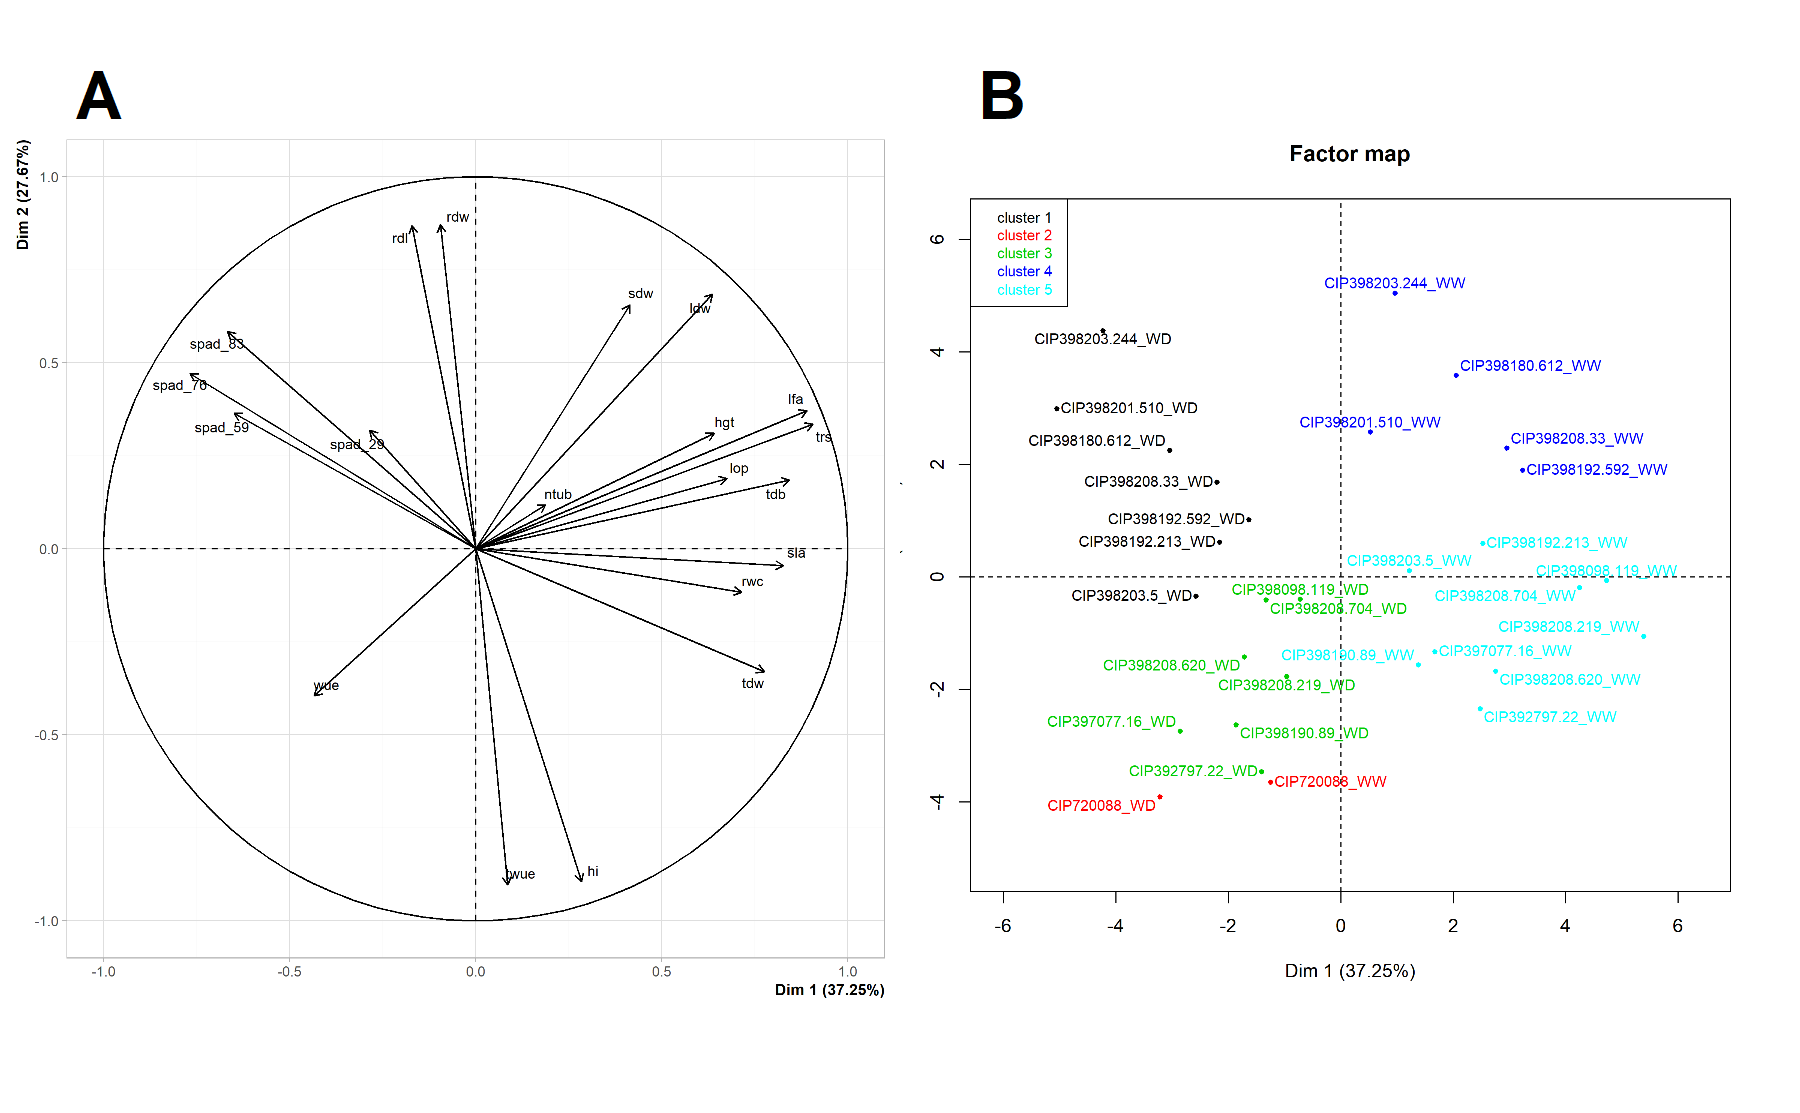 A
Dim 2 (27.67%)
1.0
0.5
0.0
-0.5
-1.0
-1.0
-0.5
0.0
0.5
1.0
Dim 1 (37.25%)
rdw
rdl
sdw
ldw
spad_83
spad_76
spad_59
spad_29
lfa
hgt
trs
lop
tdb
ntub
sla
rwc
tdw
wue
hi
B
Factor map
cluster 1
cluster 2
cluster 3
cluster 4
cluster 5
6
4
2
0
-2
-4
-6
-4
-2
0
2
4
6
Dim 1 (37.25%)
CIP398203.244_WW
CIP398203.244_WD
CIP398180.612_WW
CIP398201.510_WD
CIP398201.510_WW
CIP398180.612_WD
CIP398208.33_WW
CIP398192.592_WW
CIP398208.33_WD
CIP398192.592_WD
CIP398192.213_WD
CIP398192.213_WW
CIP398203.5_WW
CIP398098.119_WW
CIP398203.5_WD
CIP398098.119_WD
CIP398208.704_WW
CIP398208.704_WD
CIP398208.219_WW
CIP398190.89_WW
CIP397077.16_WW
CIP398208.620_WD
CIP398208.620_WW
CIP398208.219_WD
CIP392797.22_WW
CIP397077.16_WD
CIP398190.89_WD
CIP392797.22_WD
CIP720088_WW
CIP720088_WD